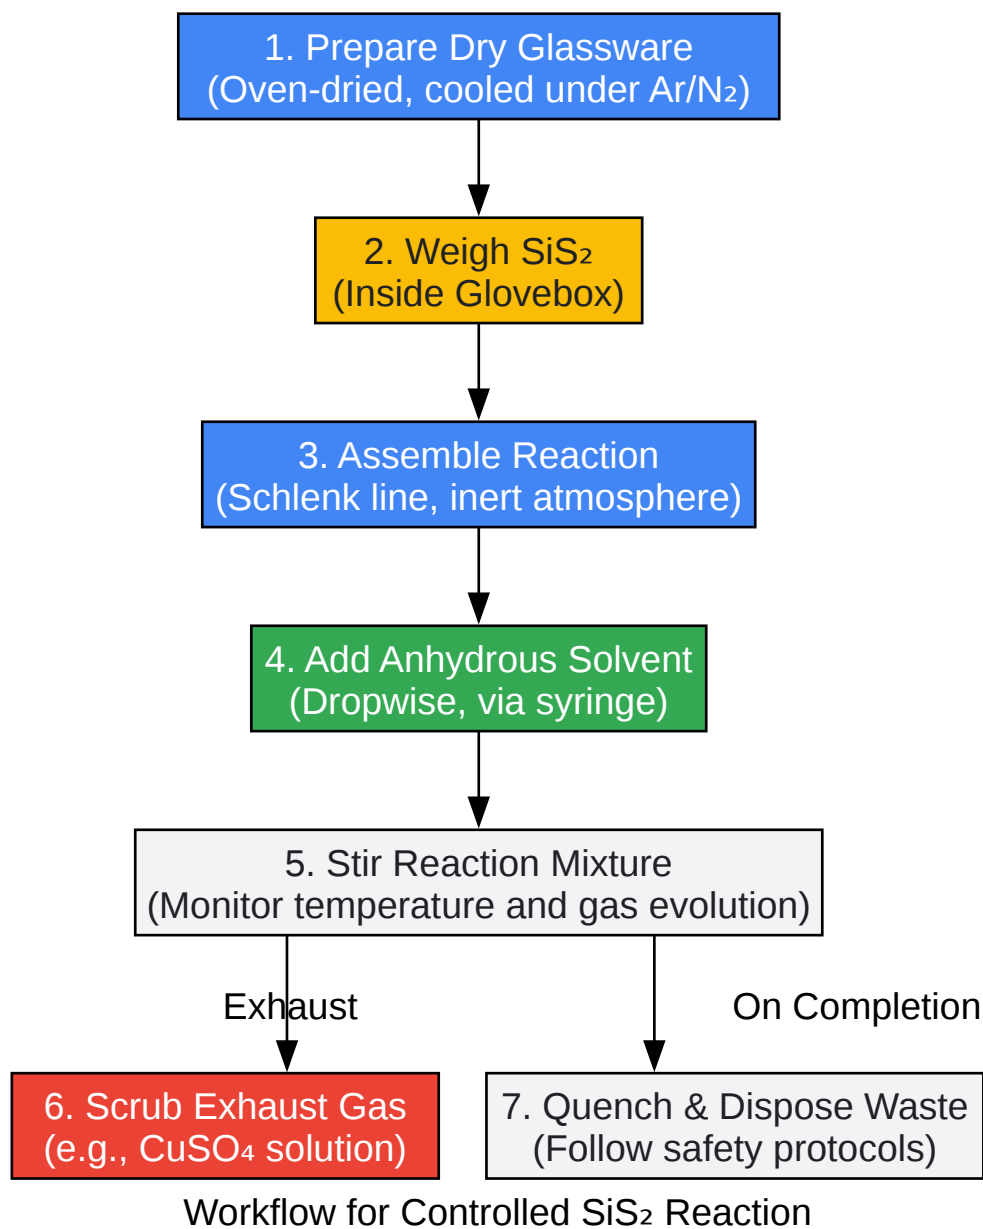 1. Prepare Dry Glassware
(Oven-dried, cooled under Ar/N₂)
2. Weigh SiS₂
(Inside Glovebox)
3. Assemble Reaction
(Schlenk line, inert atmosphere)
4. Add Anhydrous Solvent
(Dropwise, via syringe)
5. Stir Reaction Mixture
(Monitor temperature and gas evolution)
Exhaust
On Completion
6. Scrub Exhaust Gas
(e.g., CuSO₄ solution)
7. Quench & Dispose Waste
(Follow safety protocols)
Workflow for Controlled SiS₂ Reaction